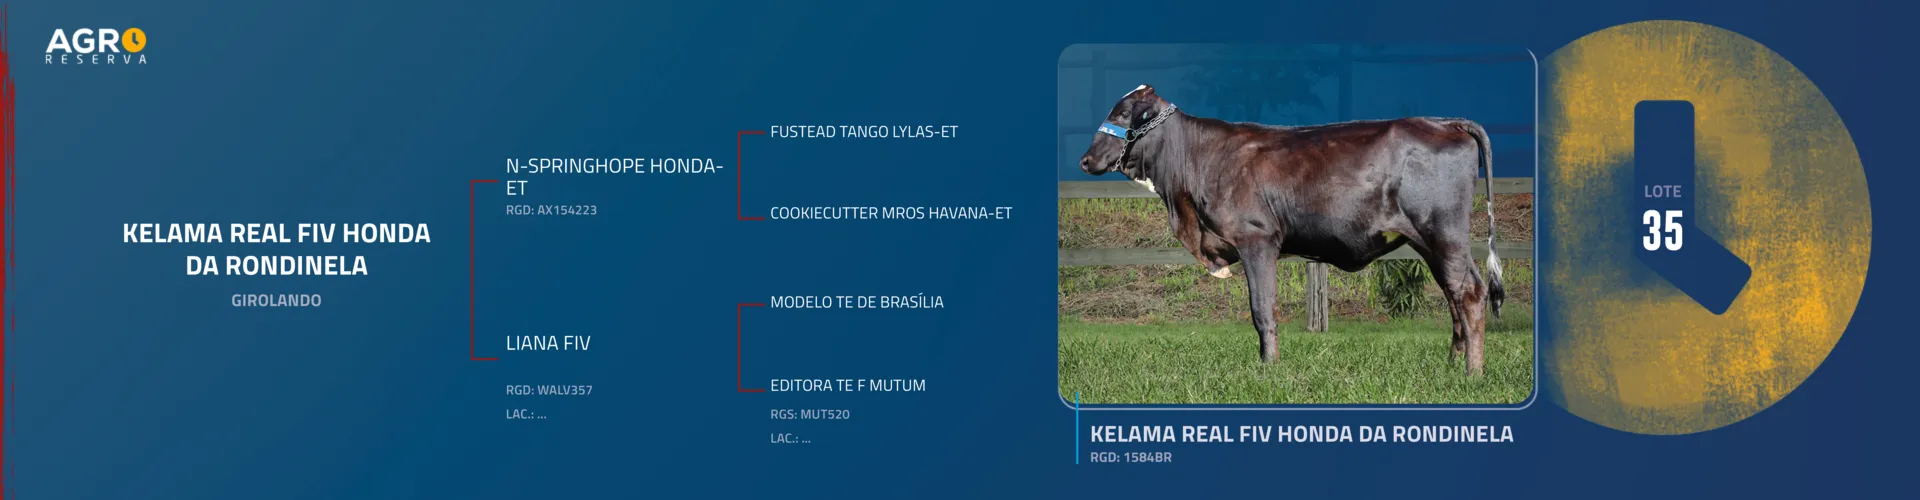 AGRO
RESERVA
KELAMA REAL FIV HONDA
DA RONDINELA
GIROLANDO
N-SPRINGHOPE HONDA-
ET
RGD: AX154223
LIANA FIV
RGD: WALV357
LAC.: ...
FUSTEAD TANGO LYLAS-ET
COOKIECUTTER MROS HAVANA-ET
MODELO TE DE BRASÍLIA
EDITORA TE F MUTUM
RGS: MUT520
LAC.: ...
KELAMA REAL FIV HONDA DA RONDINELA
RGD: 1584BR
LOTE
35